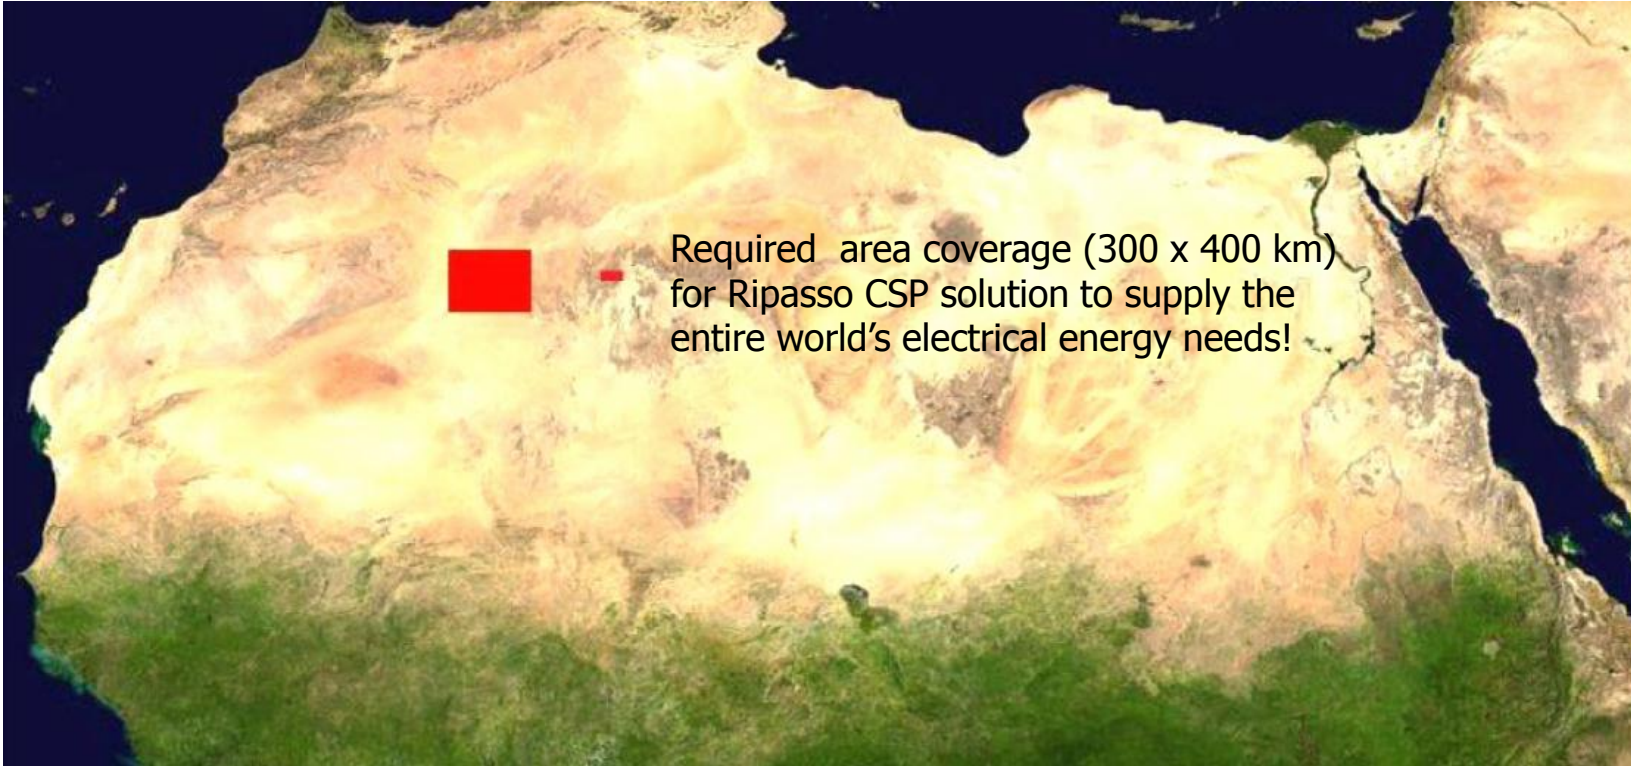 Required  area coverage (300 x 400 km)
for Ripasso CSP solution to supply the
entire world’s electrical energy needs!